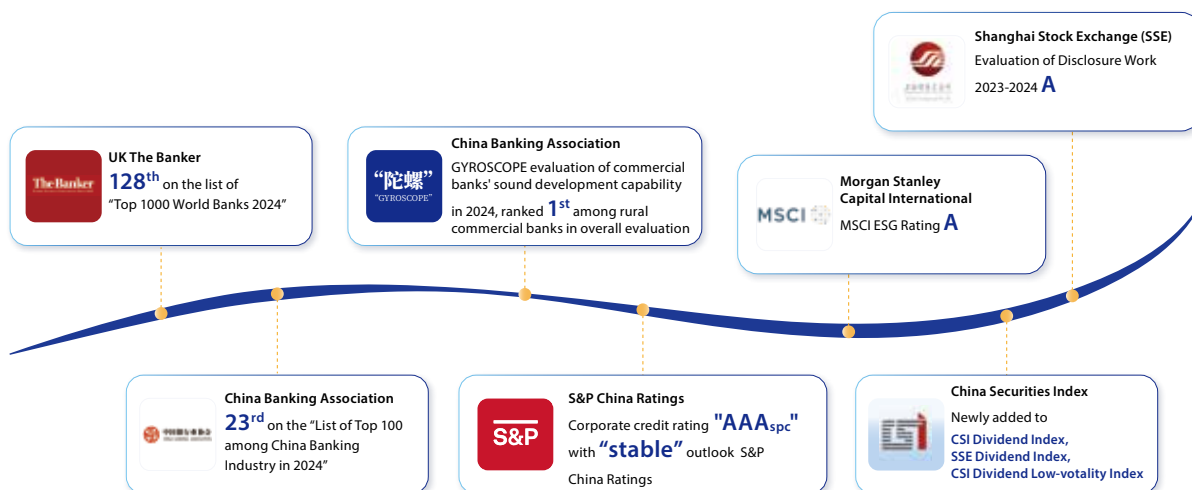 Shanghai Stock Exchange (SSE)
Evaluation of Disclosure Work
2023-2024 A
UK The Banker
128th on the list of
“Top 1000 World Banks 2024”
The Banker
China Banking Association
GYROSCOPE evaluation of commercial
banks' sound development capability
in 2024, ranked 1st among rural
commercial banks in overall evaluation
“陀螺”
“GYROSCOPE”
Morgan Stanley
Capital International
MSCI ESG Rating A
MSCI
China Banking Association
23rd on the “List of Top 100
among China Banking
Industry in 2024”
S&P China Ratings
Corporate credit rating "AAAspc"
with “stable” outlook S&P
China Ratings
S&P
China Securities Index
Newly added to
CSI Dividend Index,
SSE Dividend Index,
CSI Dividend Low-votality Index